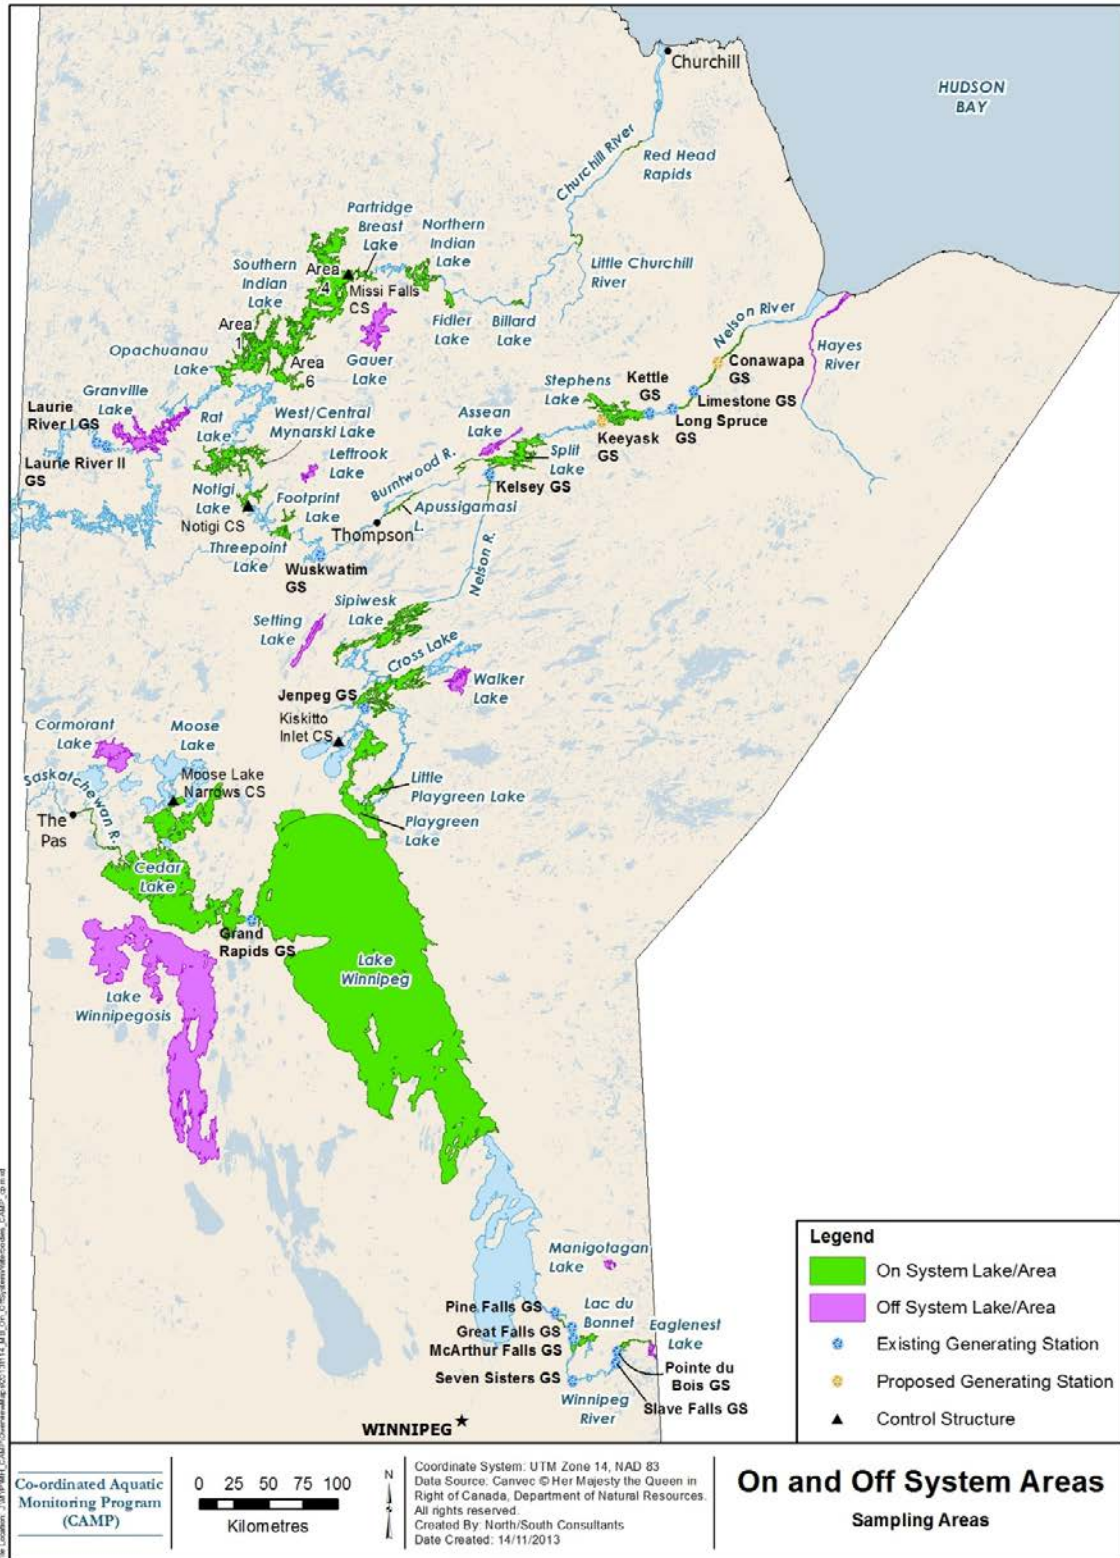 Churchill
HUDSON
BAY
Churchill River
Red Head
Rapids
Partridge
Breast
Lake
Northern
Indian
Lake
Southern
Indian
Lake
Area
4
Missi Falls
CS
Little Churchill
River
Area
1
Fidler
Lake
Billard
Lake
Opachuanau
Lake
Area
6
Gauer
Lake
Nelson River
Hayes
River
Granville
Lake
Conawapa
GS
Laurie
River I GS
Rat
Lake
West/Central
Mynarski Lake
Stephens
Lake
Kettle
GS
Limestone GS
Long Spruce
GS
Assean
Lake
Keeyask
GS
Laurie River II
GS
Leftrook
Lake
Burntwood R.
Split
Lake
Kelsey GS
Notigi
Lake
Footprint
Lake
Apussigamasi
L.
Notigi CS
Thompson
Threepoint
Lake
Wuskwatim
GS
Nelson R.
Sipiwesk
Lake
Setting
Lake
Cross Lake
Walker
Lake
Jenpeg GS
Kiskitto
Inlet CS
Cormorant
Lake
Moose
Lake
Moose Lake
Narrows CS
Saskatchewan R.
Little
Playgreen Lake
Playgreen
Lake
The
Pas
Cedar
Lake
Grand
Rapids GS
Lake
Winnipeg
Lake
Winnipegosis
Manigotagan
Lake
Pine Falls GS
Lac du
Bonnet
Great Falls GS
McArthur Falls GS
Eaglenest
Lake
Seven Sisters GS
Pointe du
Bois GS
Winnipeg
River
Slave Falls GS
WINNIPEG
Legend
On System Lake/Area
Off System Lake/Area
Existing Generating Station
Proposed Generating Station
Control Structure
Co-ordinated Aquatic
Monitoring Program
(CAMP)
0 25 50 75 100
Kilometres
N
Coordinate System: UTM Zone 14, NAD 83
Data Source: Canvec © Her Majesty the Queen in
Right of Canada, Department of Natural Resources.
All rights reserved.
Created By: North/South Consultants
Date Created: 14/11/2013
On and Off System Areas
Sampling Areas